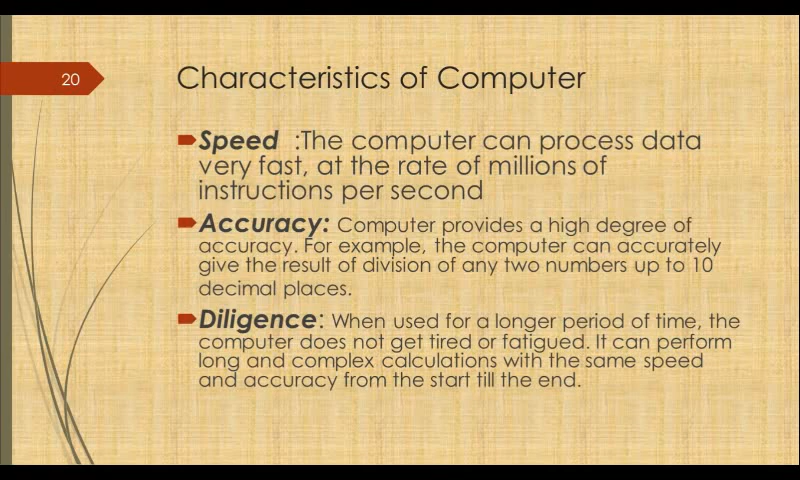 20
Characteristics of Computer
Speed :The computer can process data
very fast, at the rate of millions of
instructions per second
Accuracy: Computer provides a high degree of
accuracy. For example, the computer can accurately
give the result of division of any two numbers up to 10
decimal places.
Diligence: When used for a longer period of time, the
computer does not get tired or fatigued. It can perform
long and complex calculations with the same speed
and accuracy from the start till the end.